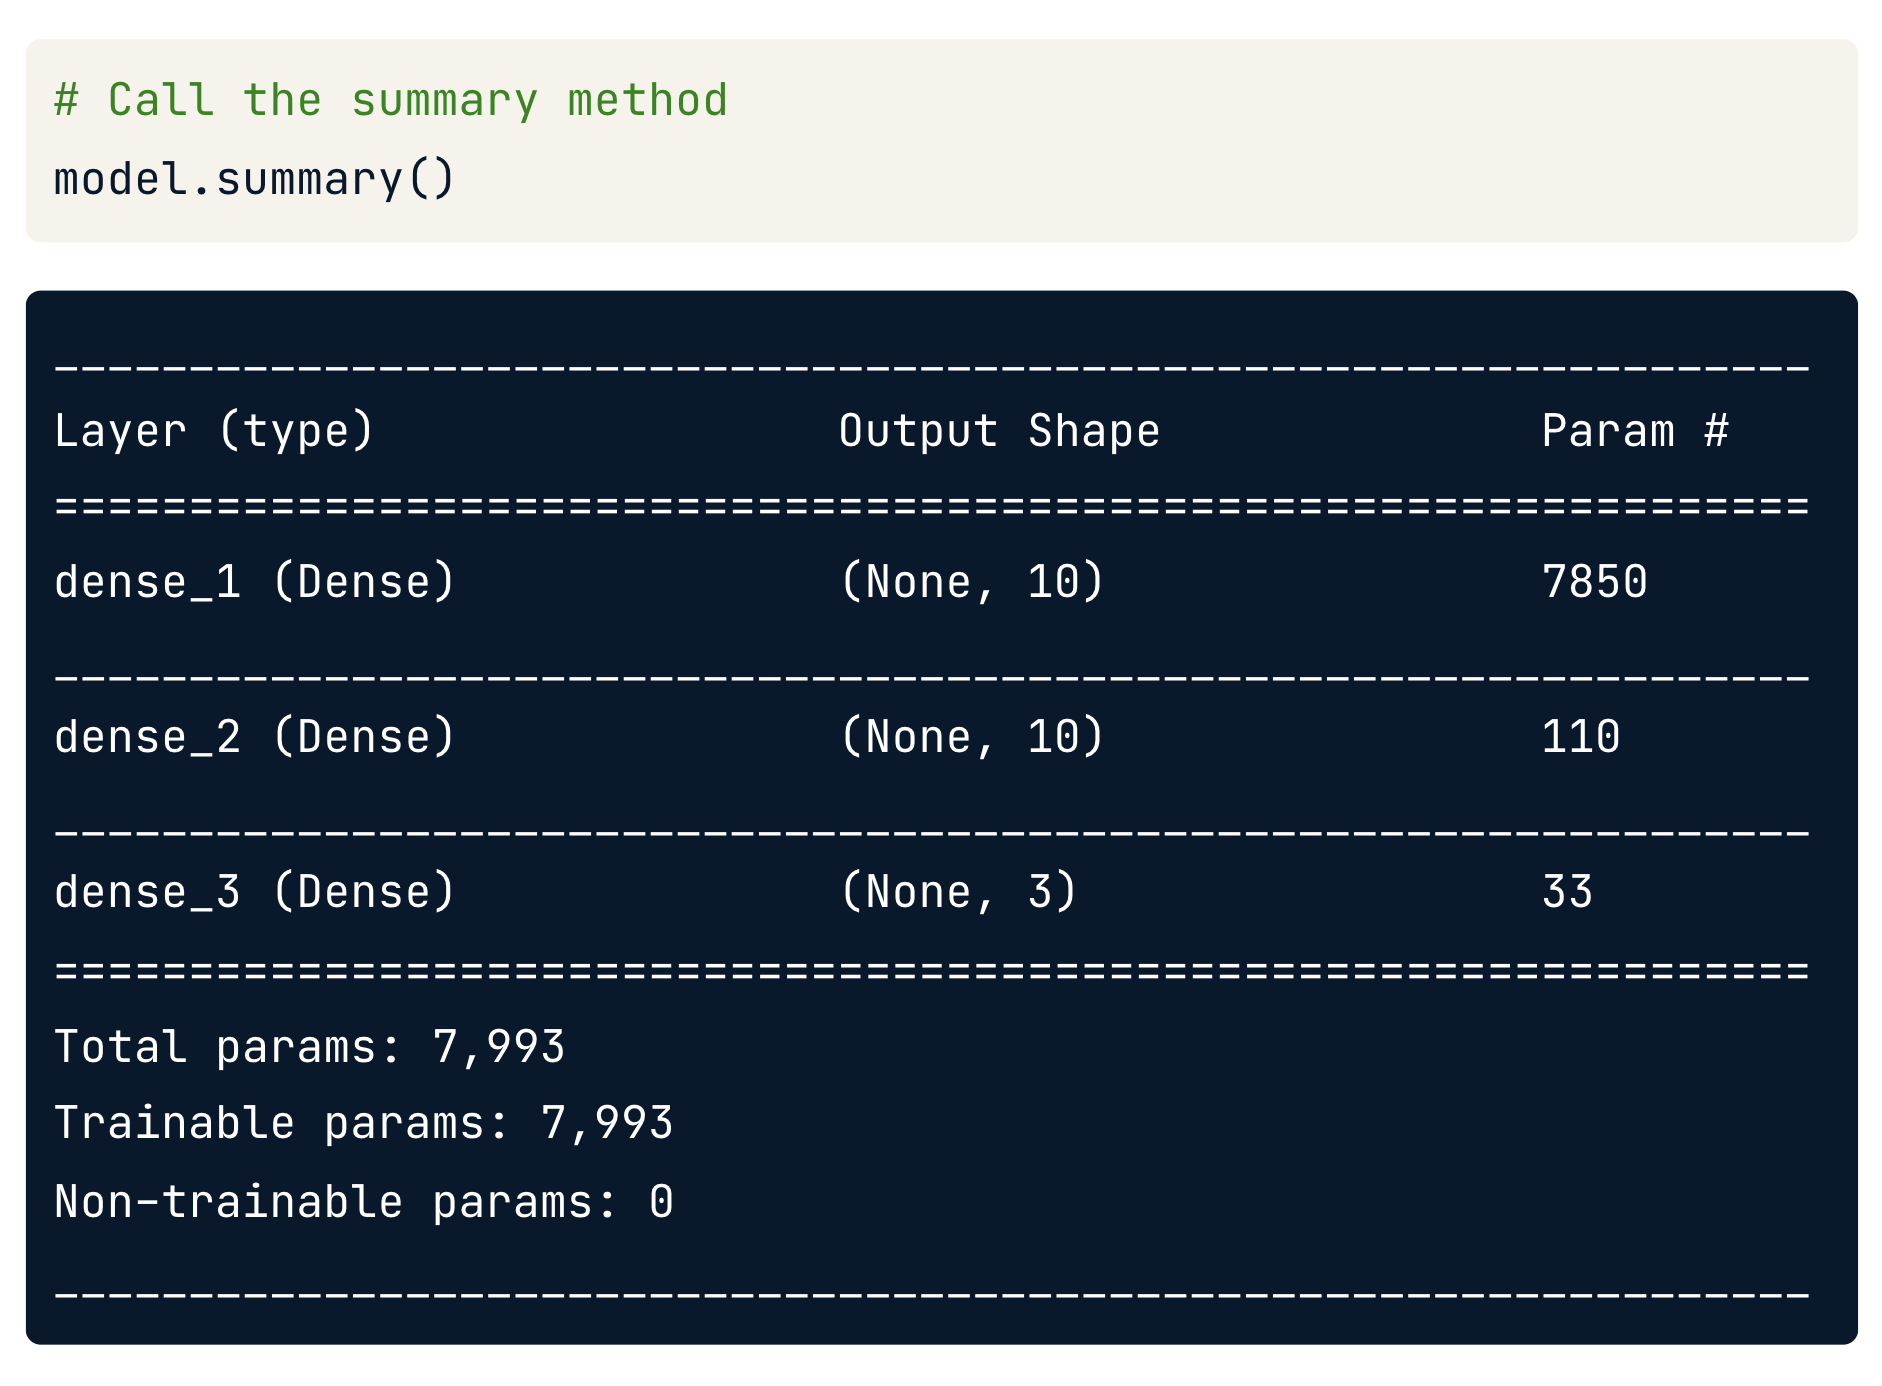 # Call the summary method
model.summary()
_________________________________________________________________
Layer (type)                 Output Shape              Param #
=================================================================
dense_1 (Dense)              (None, 10)                7850
_________________________________________________________________
dense_2 (Dense)              (None, 10)                110
_________________________________________________________________
dense_3 (Dense)              (None, 3)                 33
=================================================================
Total params: 7,993
Trainable params: 7,993
Non-trainable params: 0
_________________________________________________________________